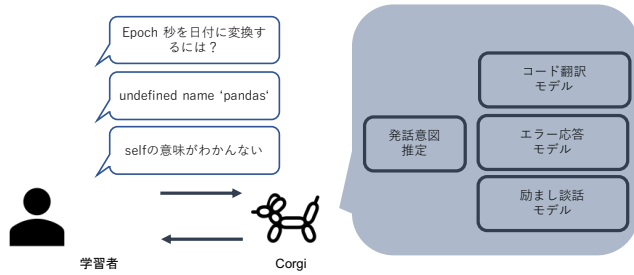 Epoch 秒を日付に変換す
るには？
undefined name ‘pandas‘
selfの意味がわかんない
学習者
Corgi
発話意図
推定
コード翻訳
モデル
エラー応答
モデル
励まし談話
モデル